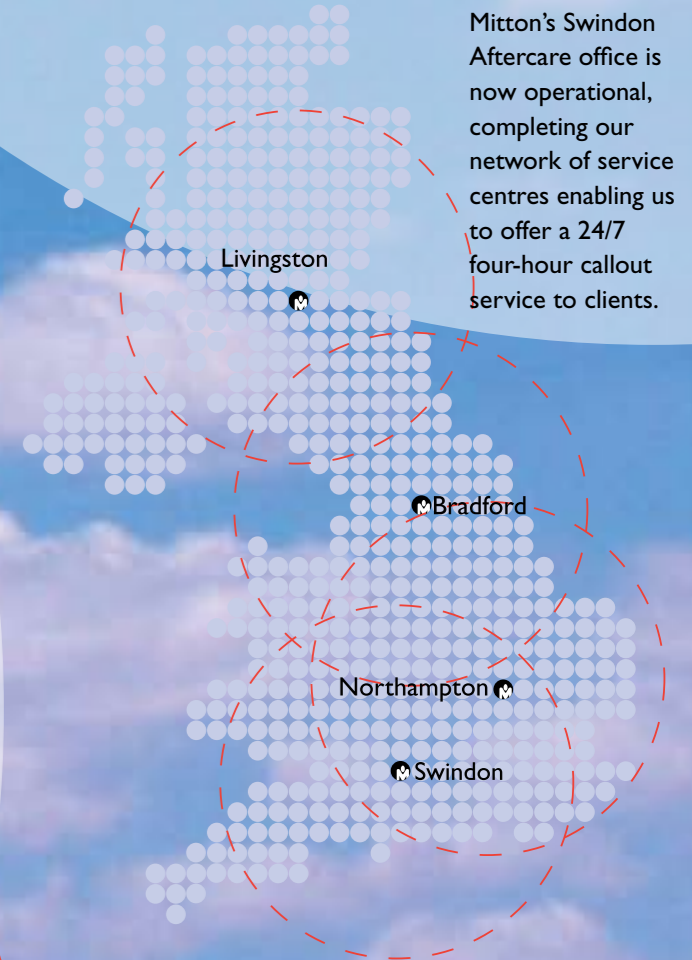 Mitton’s Swindon
Aftercare office is
now operational,
completing our
network of service
centres enabling us
to offer a 24/7
four-hour callout
service to clients.
Livingston
Bradford
Northampton
Swindon